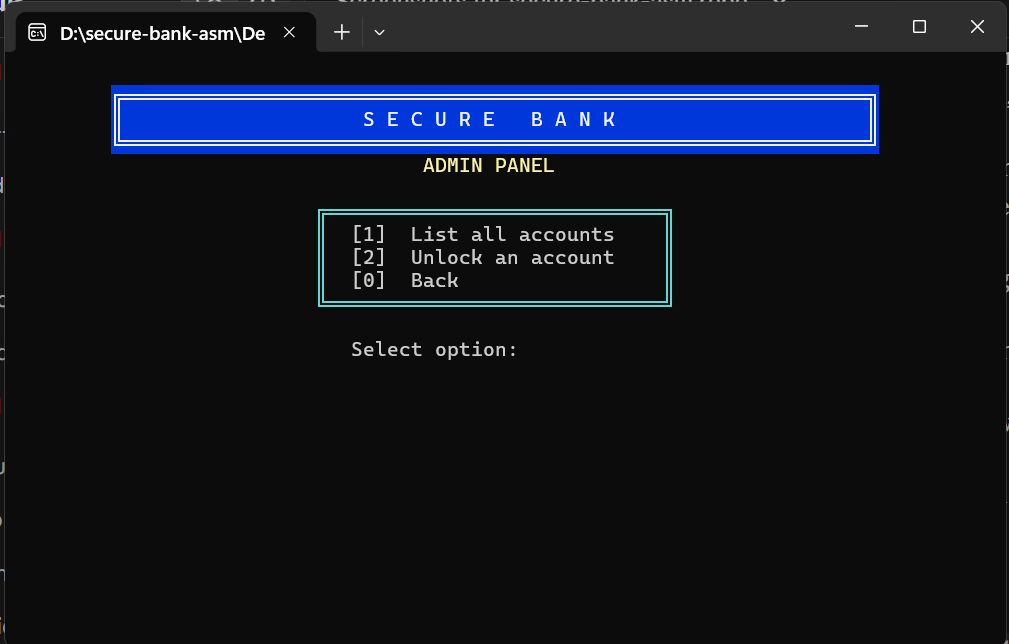 D:\secure-bank-asm\De
S E C U R E   B A N K
ADMIN PANEL
[1]  List all accounts
[2]  Unlock an account
[0]  Back
Select option: